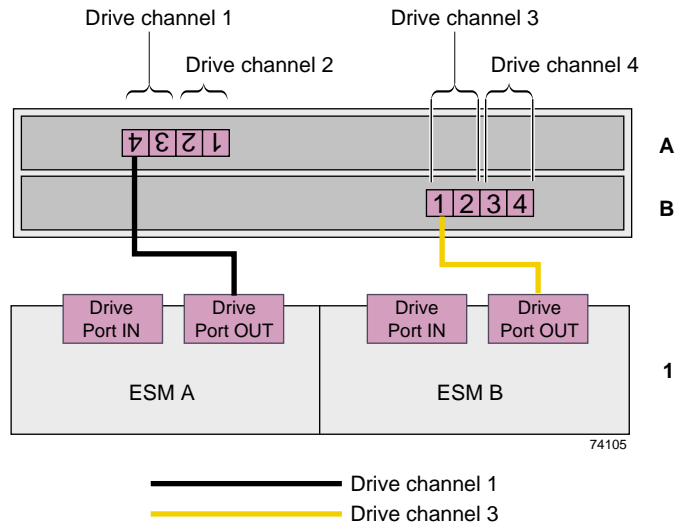 Drive channel 1
Drive channel 3
Drive channel 2
Drive channel 4
4 3 2 1
A
1 2 3 4
B
Drive Port IN
Drive Port OUT
Drive Port IN
Drive Port OUT
ESM A
ESM B
1
74105
Drive channel 1
Drive channel 3